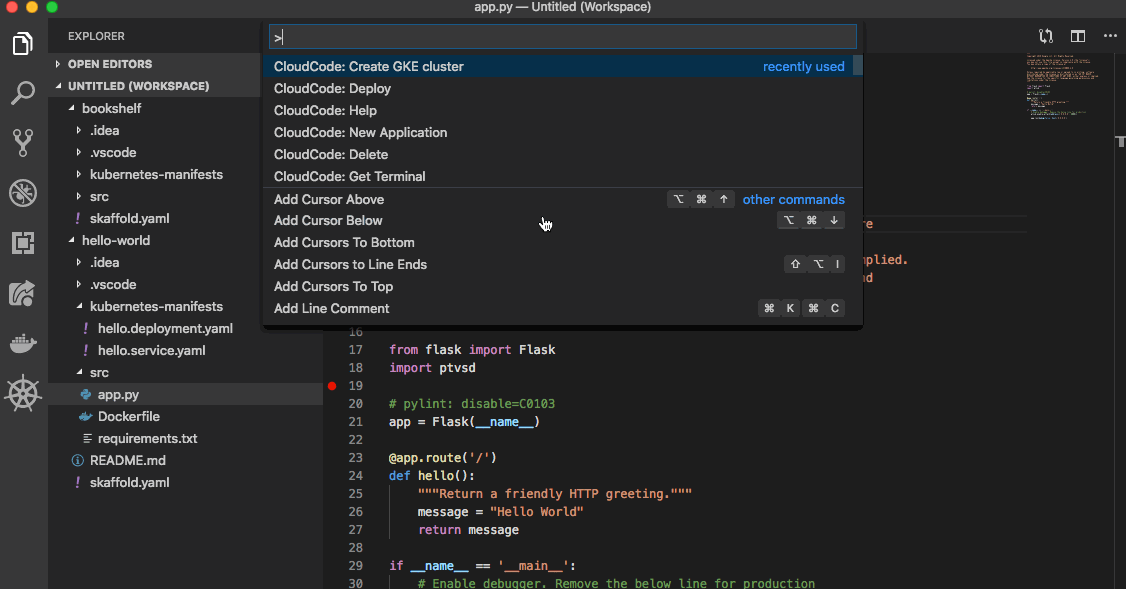 app.py — Untitled (Workspace)
EXPLORER
OPEN EDITORS
UNTITLED (WORKSPACE)
bookshelf
.idea
.vscode
kubernetes-manifests
src
! skaffold.yaml
hello-world
.idea
.vscode
kubernetes-manifests
! hello.deployment.yaml
! hello.service.yaml
src
app.py
Dockerfile
requirements.txt
README.md
! skaffold.yaml
>
CloudCode: Create GKE cluster recently used
CloudCode: Deploy
CloudCode: Help
CloudCode: New Application
CloudCode: Delete
CloudCode: Get Terminal
Add Cursor Above ⌥ ⌘ ↑ other commands
Add Cursor Below ⌥ ⌘ ↓
Add Cursors To Bottom
Add Cursors to Line Ends ⇧ ⌥ I
Add Cursors To Top
Add Line Comment ⌘ K ⌘ C
re
mplied.
nd
16
17 from flask import Flask
18 import ptvsd
19
20 # pylint: disable=C0103
21 app = Flask(__name__)
22
23 @app.route('/')
24 def hello():
25 """Return a friendly HTTP greeting."""
26 message = "Hello World"
27 return message
28
29 if __name__ == '__main__':
30 # Enable debugger. Remove the below line for production